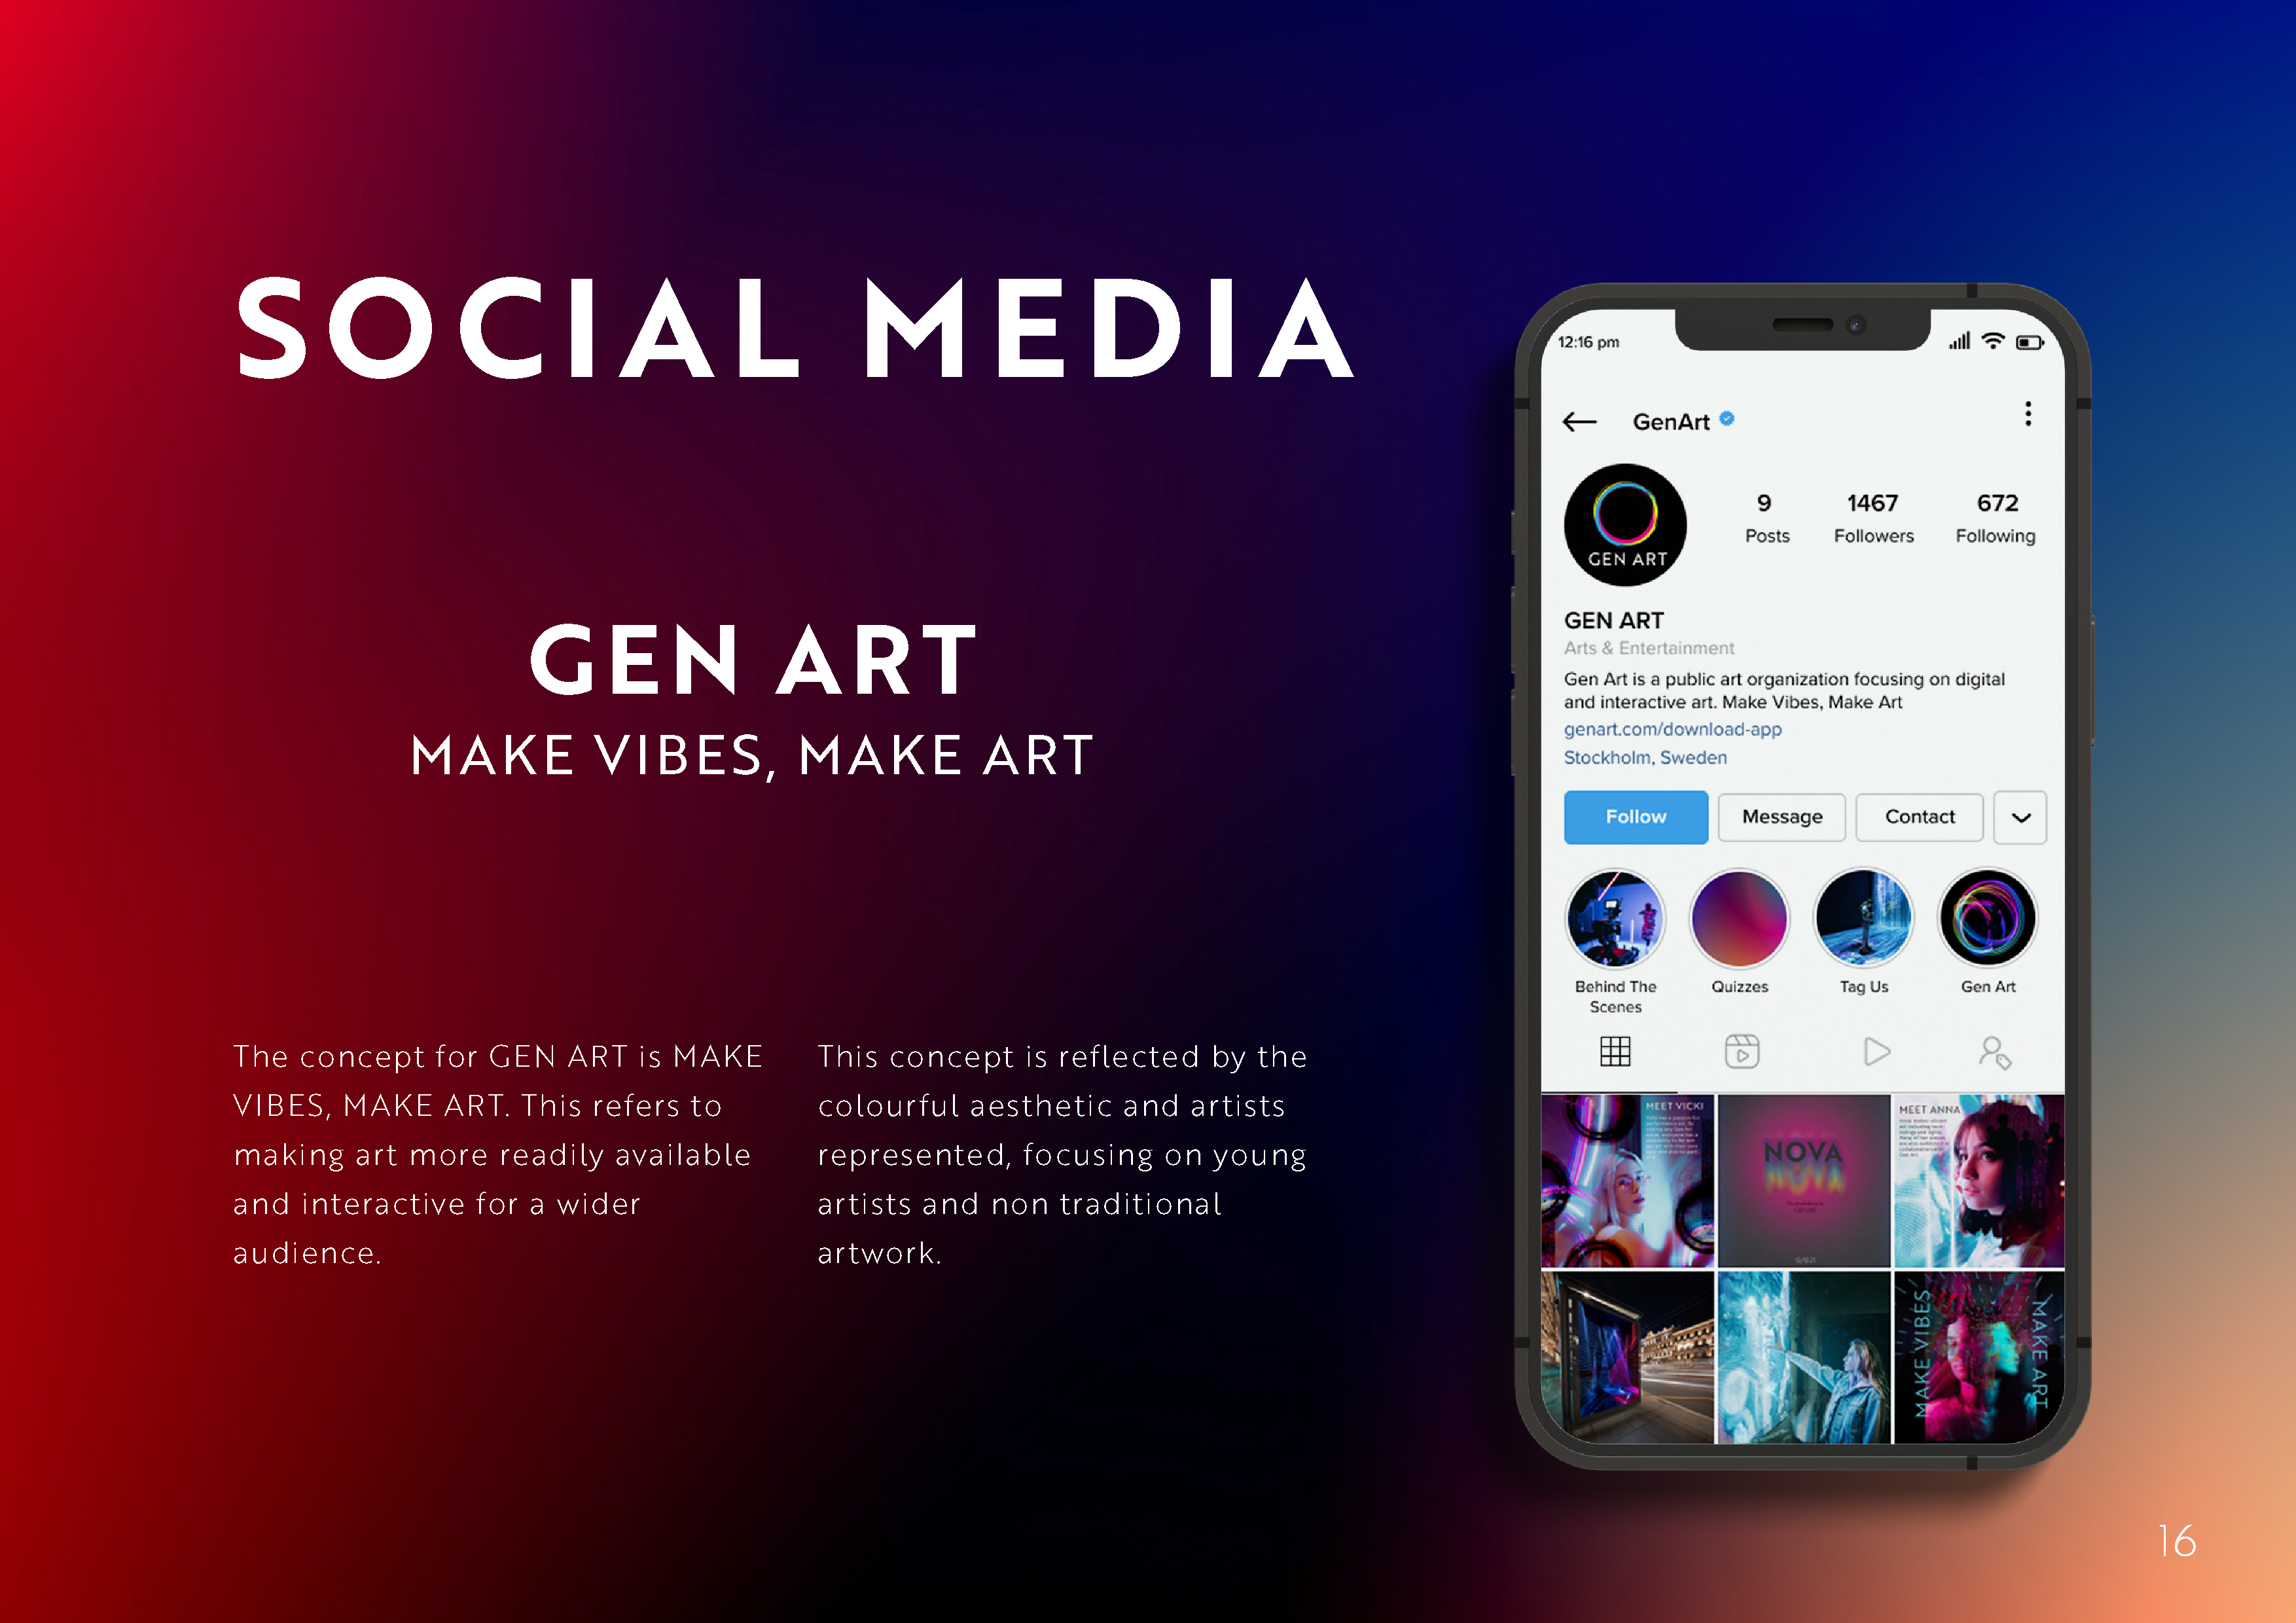 SOCIAL MEDIA
GEN ART
MAKE VIBES, MAKE ART
The concept for GEN ART is MAKE
VIBES, MAKE ART. This refers to
making art more readily available
and interactive for a wider
audience.
This concept is reflected by the
colourful aesthetic and artists
represented, focusing on young
artists and non traditional
artwork.
12:16 pm
GenArt
GEN ART
9
1467
672
Posts
Followers
Following
GEN ART
Arts & Entertainment
Gen Art is a public art organization focusing on digital
and interactive art. Make Vibes, Make Art
genart.com/download-app
Stockholm, Sweden
Follow
Message
Contact
Behind The
Scenes
Quizzes
Tag Us
Gen Art
MEET VICKI
NOVA
NOVA
MEET ANNA
MAKE VIBES
MAKE ART
16